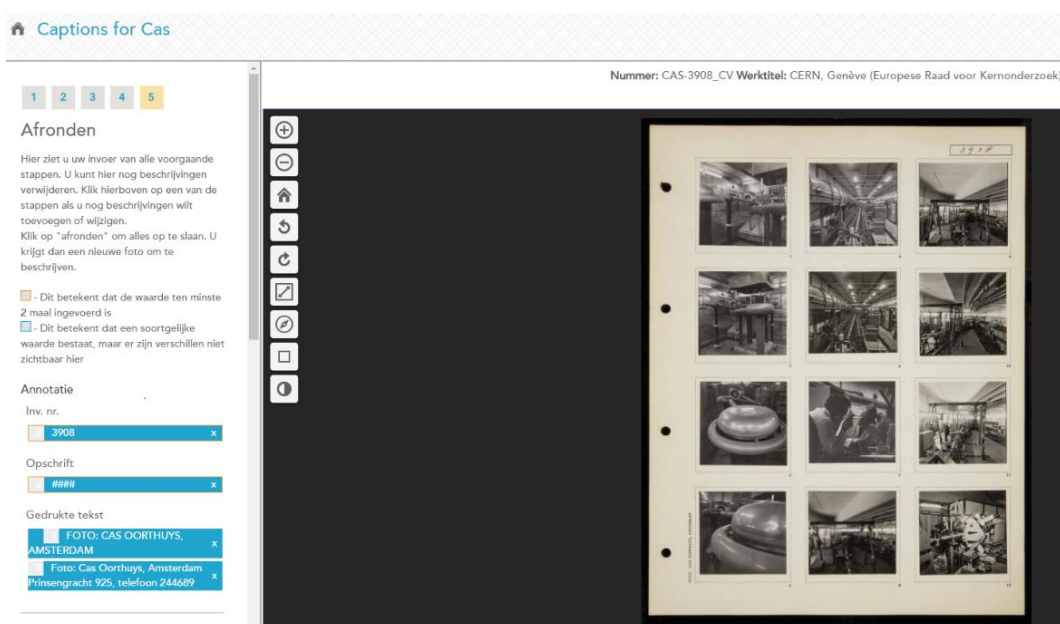 Captions for Cas
Nummer: CAS-3908_CV Werktitel: CERN, Genève (Europese Raad voor Kernonderzoek)
1 2 3 4 5
Afronden
Hier ziet u uw invoer van alle voorgaande
stappen. U kunt hier nog beschrijvingen
verwijderen. Klik hierboven op een van de
stappen als u nog beschrijvingen wilt
toevoegen of wijzigen.
Klik op "afronden" om alles op te slaan. U
krijgt dan een nieuwe foto om te
beschrijven.
- Dit betekent dat de waarde ten minste
2 maal ingevoerd is
- Dit betekent dat een soortgelijke
waarde bestaat, maar er zijn verschillen niet
zichtbaar hier
Annotatie
Inv. nr.
3908 x
Opschrift
#### x
Gedrukte tekst
FOTO: CAS OORTHUYS,
AMSTERDAM x
Foto: Cas Oorthuys, Amsterdam
Prinsengracht 925, telefoon 244689 x
3908
FOTO: CAS OORTHUYS, AMSTERDAM